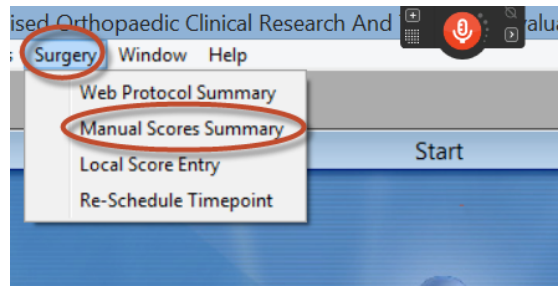 ised Orthopaedic Clinical Research And
Surgery Window Help
Web Protocol Summary
Manual Scores Summary
Local Score Entry
Re-Schedule Timepoint
Start